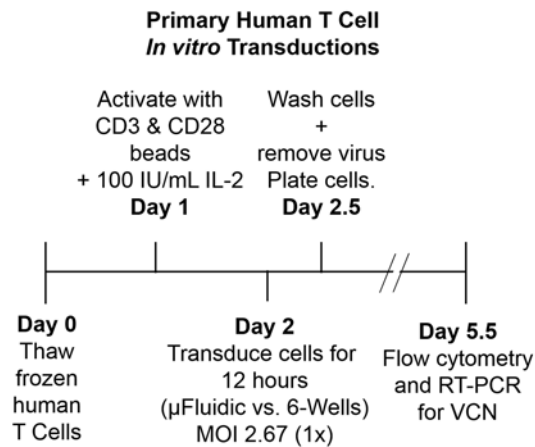 Primary Human T Cell
In vitro Transductions
Activate with
CD3 & CD28
beads
+ 100 IU/mL IL-2
Day 1
Wash cells
+
remove virus
Plate cells.
Day 2.5
Day 0
Thaw
frozen
human
T Cells
Day 2
Transduce cells for
12 hours
(µFluidic vs. 6-Wells)
MOI 2.67 (1x)
Day 5.5
Flow cytometry
and RT-PCR
for VCN